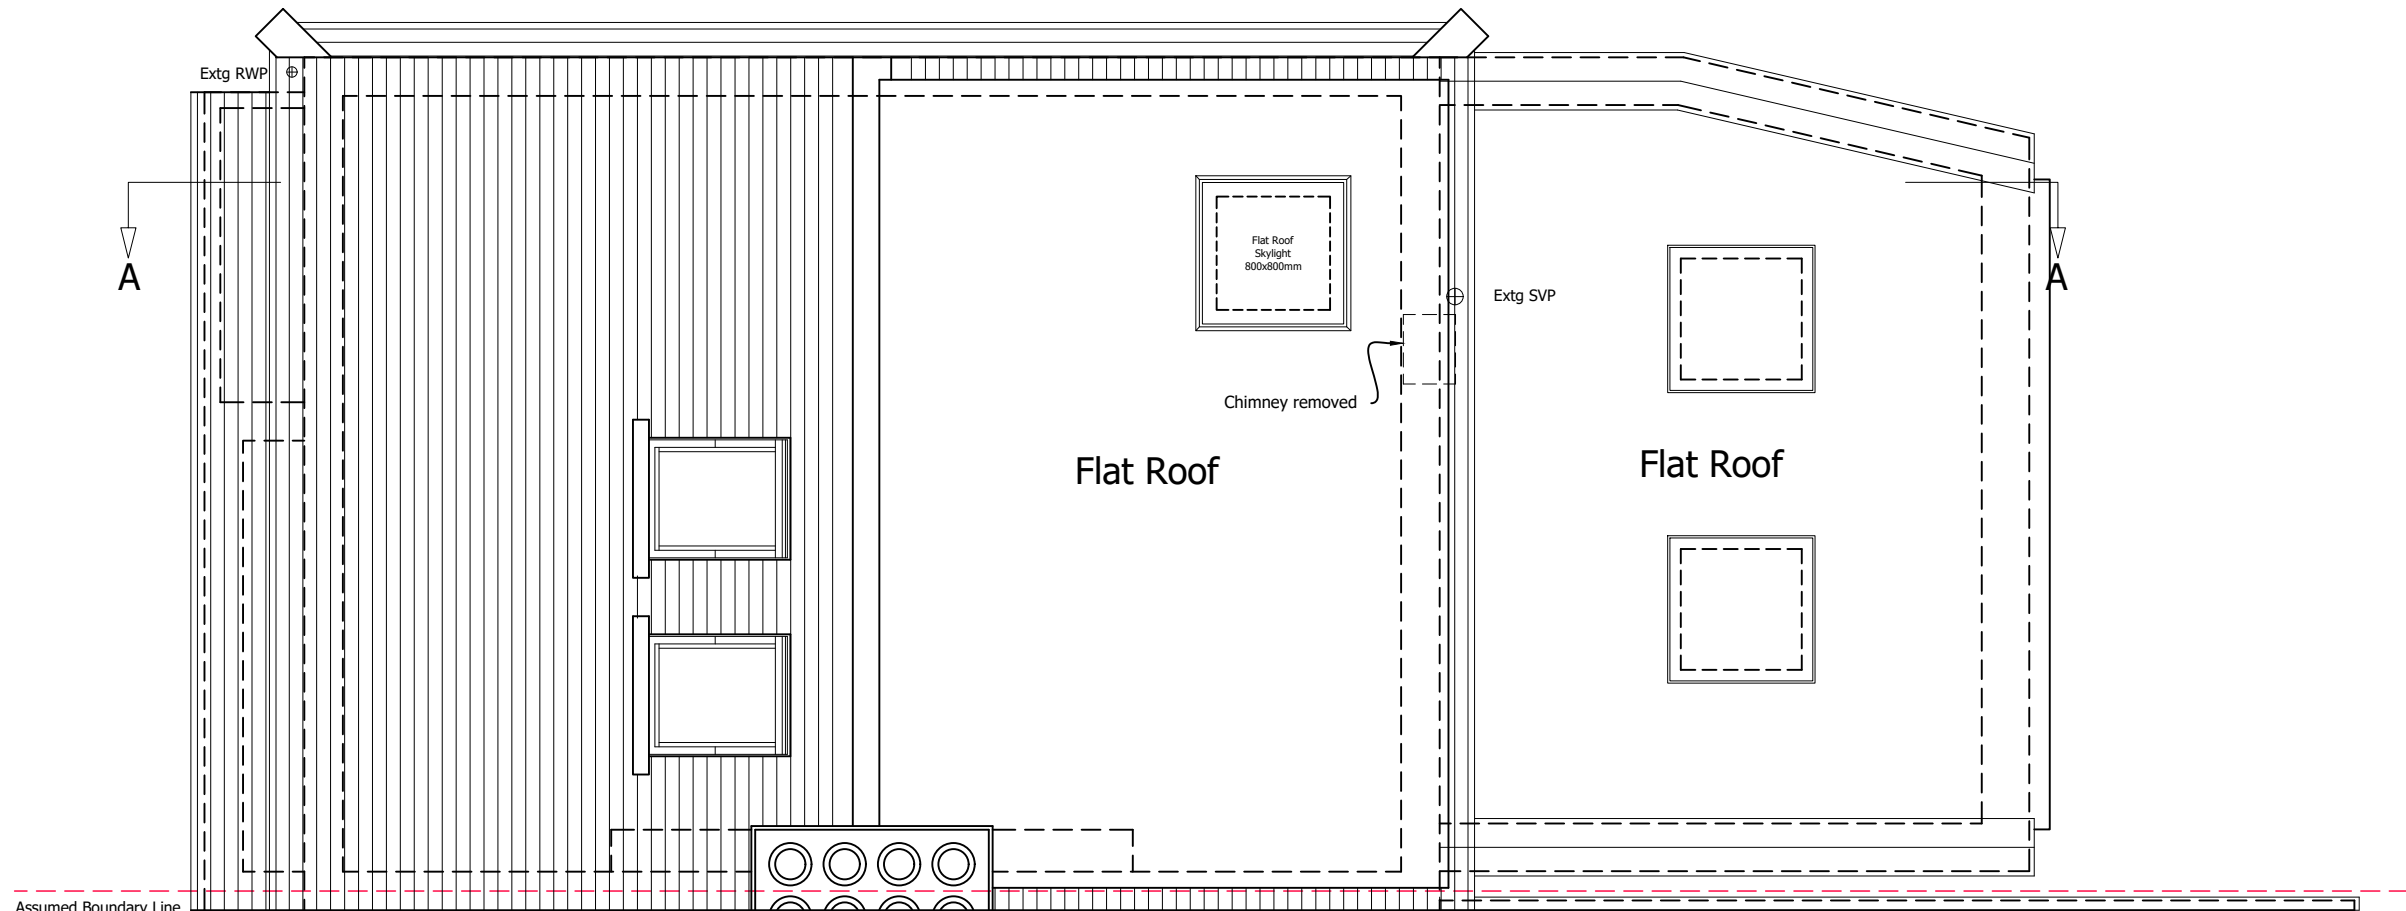 Extg RWP
A
Flat Roof
Skylight
800x800mm
A
Extg SVP
Chimney removed
Flat Roof
Flat Roof
Assumed Boundary Line